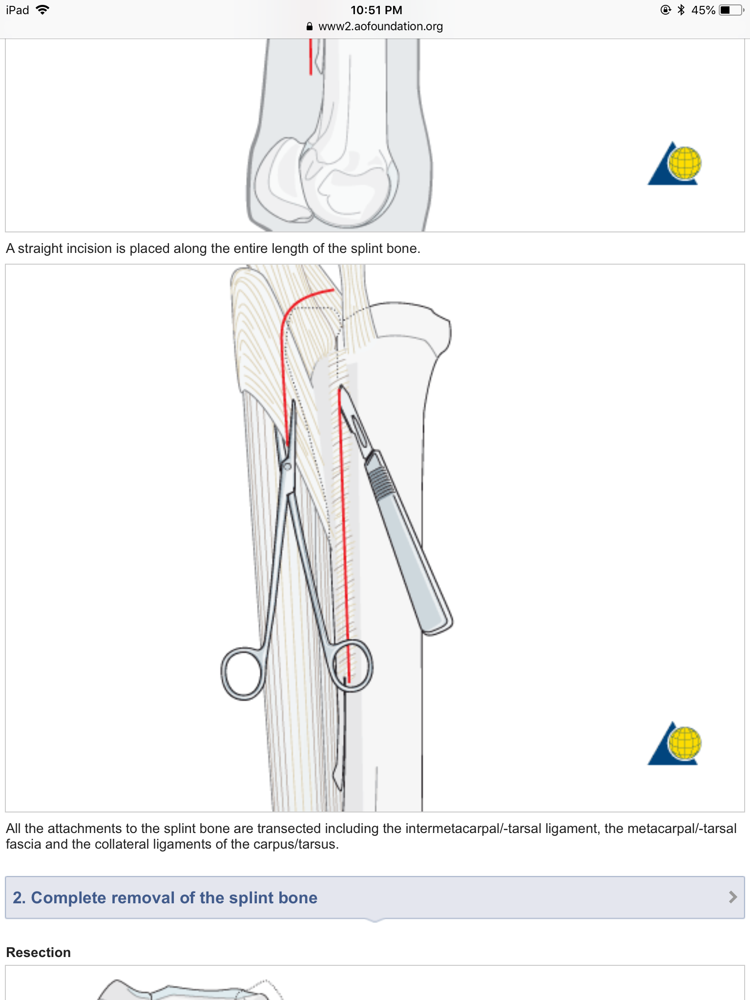 iPad 10:51 PM 45%
www2.aofoundation.org
A straight incision is placed along the entire length of the splint bone.
All the attachments to the splint bone are transected including the intermetacarpal/-tarsal ligament, the metacarpal/-tarsal
fascia and the collateral ligaments of the carpus/tarsus.
2. Complete removal of the splint bone
Resection